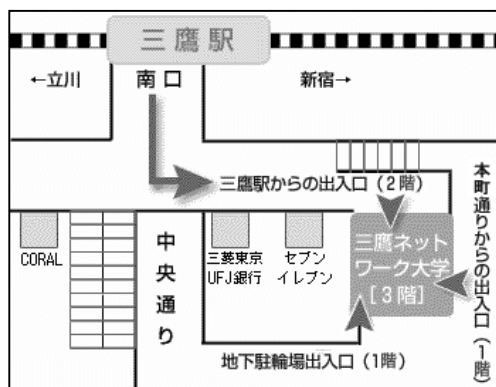 三鷹駅
←立川
南口
新宿→
三鷹駅からの出入口（2階）
本町通りからの出入口（1階）
CORAL
中央通り
三菱東京
UFJ銀行
セブン
イレブン
三鷹ネット
ワーク大学
［3階］
地下駐輪場出入口（1階）